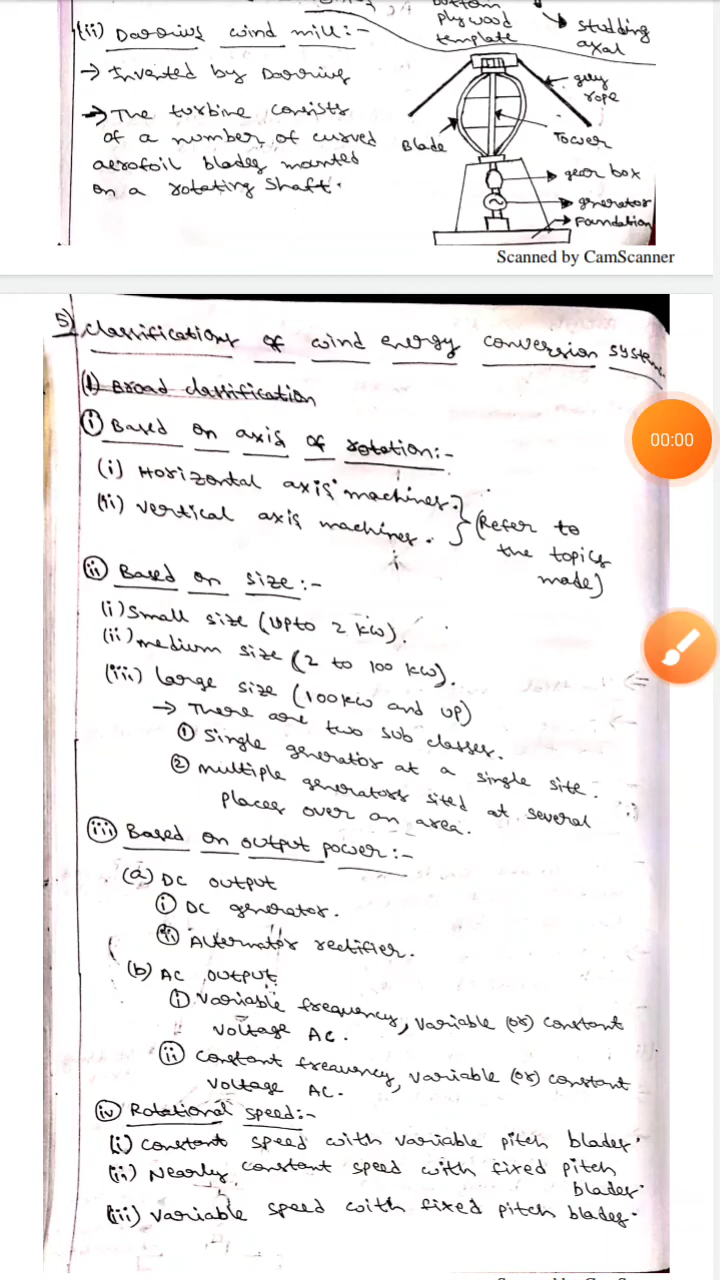 bottom
plywood
template
studding
axal
(ii) Darrius wind mill:-
→ Invented by Darrius
→ The turbine consists
of a number of curved
aerofoil blades mounted
on a rotating shaft.
guy
rope
Blade
Tower
gear box
generator
Foundation
Scanned by CamScanner
5) classifications of wind energy conversion systems
(1) Broad classification
(i) Based on axis of rotation:-
(i) Horizontal axis machines.
(ii) vertical axis machines.
(Refer to
the topics
made)
(ii) Based on size:-
(i) small size (upto 2 kw).
(ii) medium size (2 to 100 kw).
(iii) large size (100 kw and up)
→ There are two sub classes.
① single generator at a single site.
② multiple generators sited at several
places over an area.
(iii) Based on output power:-
(a) DC output
(i) DC generator.
(ii) Alternator rectifier.
(b) AC output
(i) variable frequency, variable (or) constant
voltage AC.
(ii) constant frequency, variable (or) constant
voltage AC.
(iv) Rotational speed:-
(i) constant speed with variable pitch blades.
(ii) Nearly constant speed with fixed pitch
blades.
(iii) variable speed with fixed pitch blades.
00:00